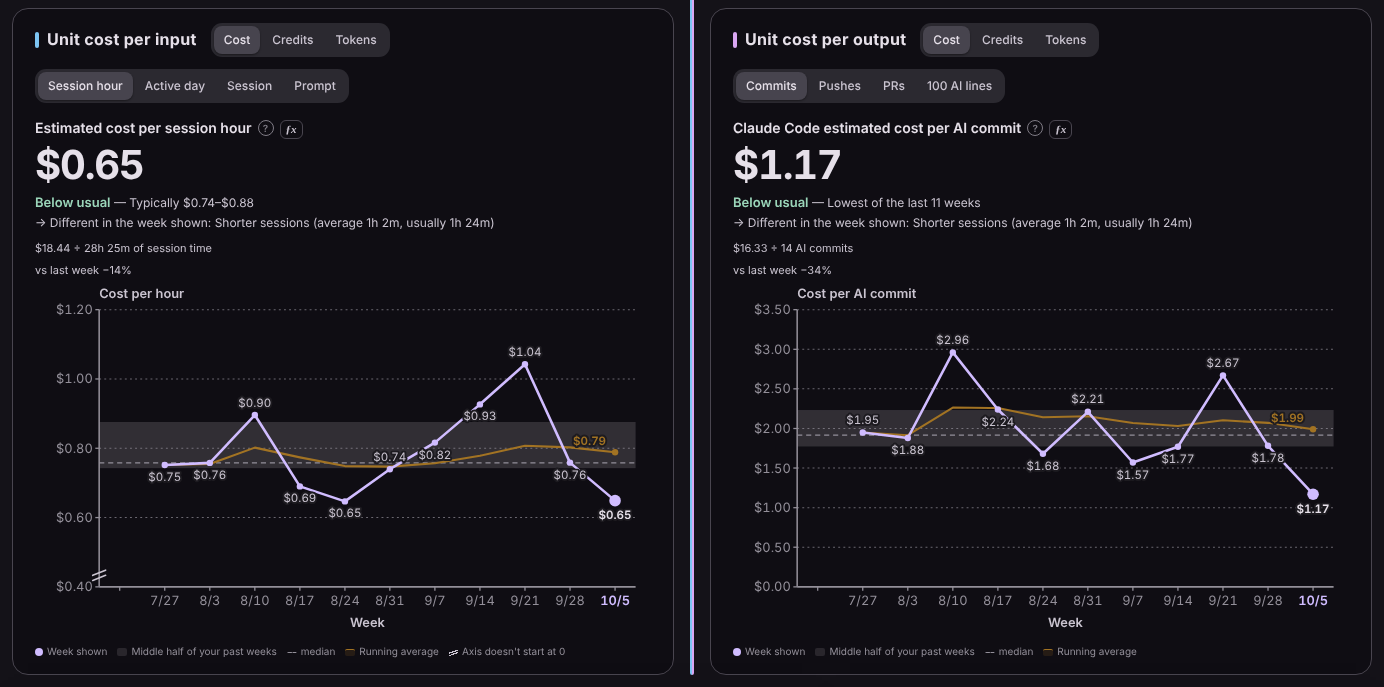 Unit cost per input Cost Credits Tokens
Session hour Active day Session Prompt
Estimated cost per session hour ? ƒx
$0.65
Below usual — Typically $0.74–$0.88
→ Different in the week shown: Shorter sessions (average 1h 2m, usually 1h 24m)
$18.44 ÷ 28h 25m of session time
vs last week −14%
Cost per hour
$1.20
$1.00
$0.80
$0.60
$0.40
$0.75
$0.76
$0.90
$0.69
$0.65
$0.74
$0.82
$0.93
$1.04
$0.76
$0.79
$0.65
7/27 8/3 8/10 8/17 8/24 8/31 9/7 9/14 9/21 9/28 10/5
Week
Week shown Middle half of your past weeks median Running average Axis doesn't start at 0
Unit cost per output Cost Credits Tokens
Commits Pushes PRs 100 AI lines
Claude Code estimated cost per AI commit ? ƒx
$1.17
Below usual — Lowest of the last 11 weeks
→ Different in the week shown: Shorter sessions (average 1h 2m, usually 1h 24m)
$16.33 ÷ 14 AI commits
vs last week −34%
Cost per AI commit
$3.50
$3.00
$2.50
$2.00
$1.50
$1.00
$0.50
$0.00
$1.95
$1.88
$2.96
$2.24
$1.68
$2.21
$1.57
$1.77
$2.67
$1.78
$1.99
$1.17
7/27 8/3 8/10 8/17 8/24 8/31 9/7 9/14 9/21 9/28 10/5
Week
Week shown Middle half of your past weeks median Running average